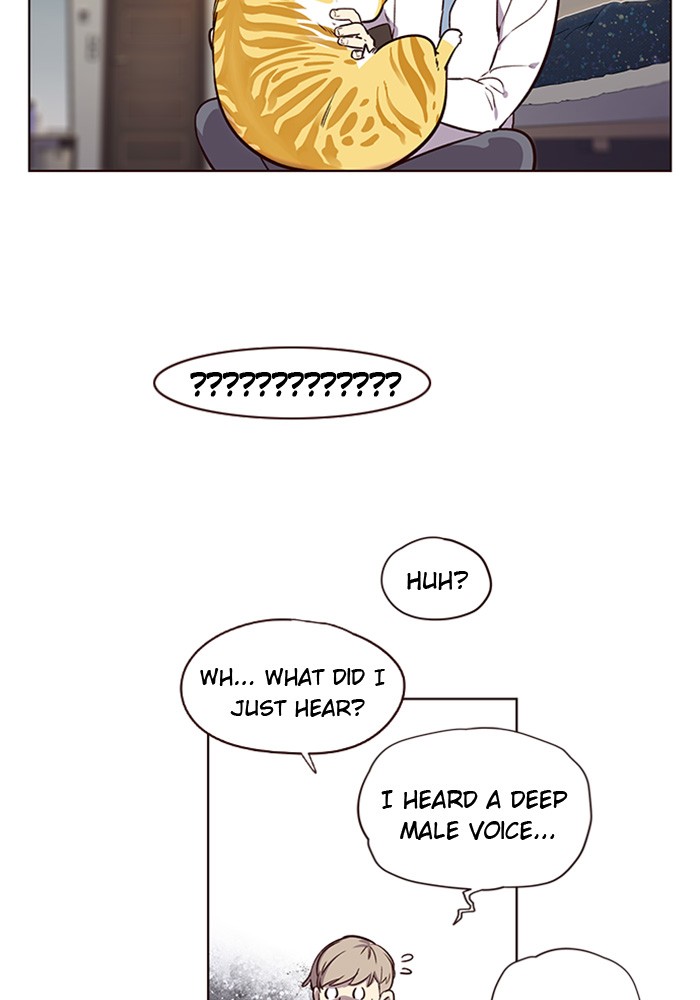 ?????????????
HUH?
WH... WHAT DID I
JUST HEAR?
I HEARD A DEEP
MALE VOICE...